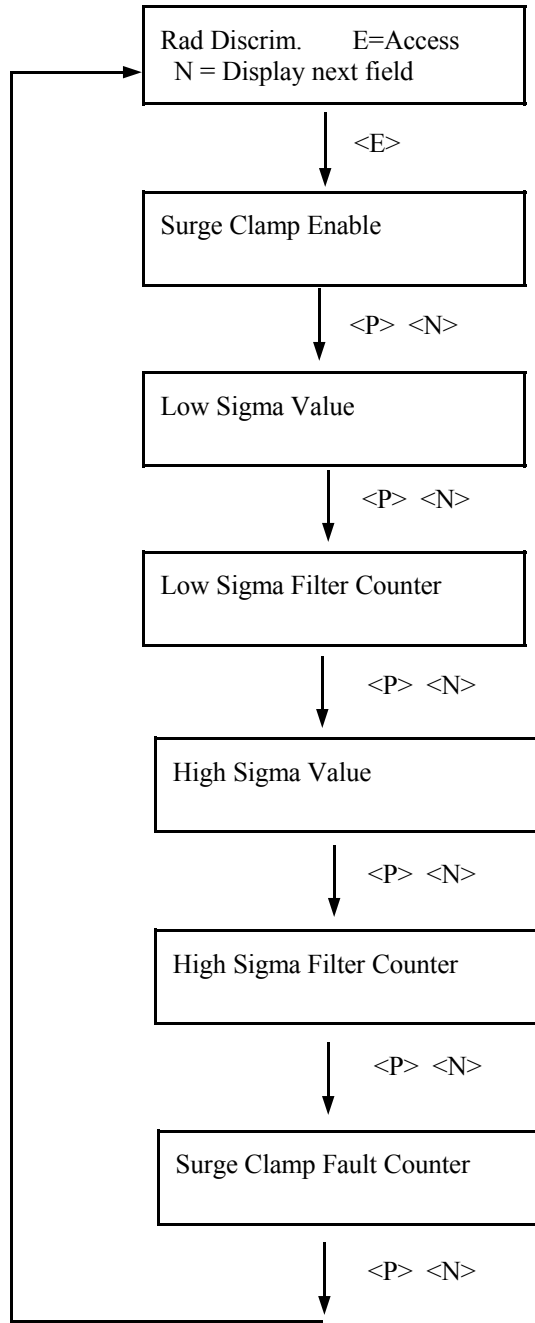 Rad Discrim. E=Access
N = Display next field
<E>
Surge Clamp Enable
<P> <N>
Low Sigma Value
<P> <N>
Low Sigma Filter Counter
<P> <N>
High Sigma Value
<P> <N>
High Sigma Filter Counter
<P> <N>
Surge Clamp Fault Counter
<P> <N>